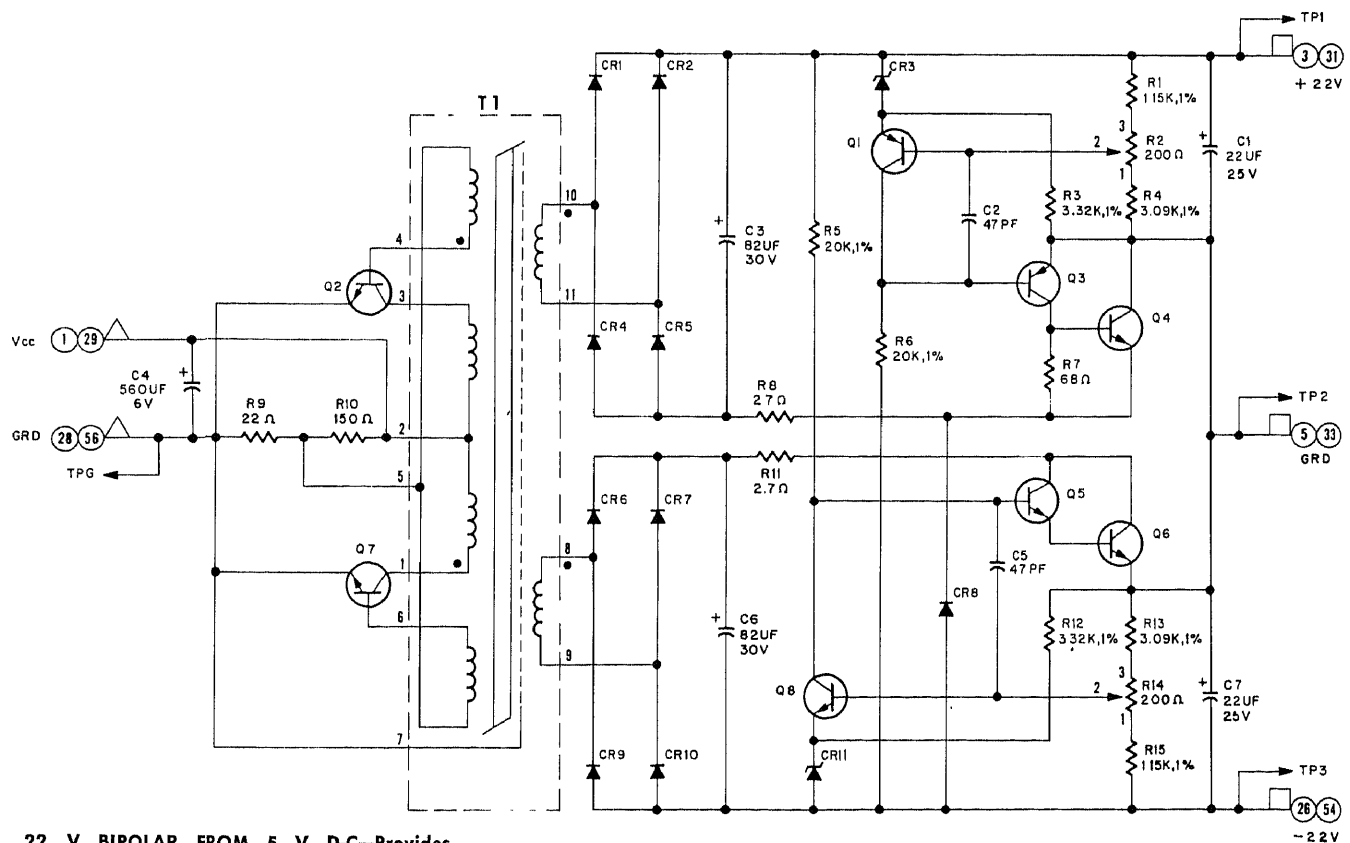 TP1
3 31
+ 22V
CR1
CR2
CR3
R1
1.15K,1%
T1
3
Q1
2
R2
200Ω
C1
22UF
25V
+
1
10
R3
3.32K,1%
R4
3.09K,1%
C2
47PF
4
C3
82UF
30V
+
R5
20K,1%
Q2
3
11
Q3
Q4
Vcc 1 29
CR4
CR5
R6
20K,1%
C4
560UF
6V
+
R7
68Ω
R9
22Ω
R10
150Ω
R8
2.7Ω
TP2
GRD 28 56
2
5 33
GRD
TPG
5
R11
2.7Ω
CR6
CR7
Q5
Q6
8
C5
47PF
Q7
1
CR8
6
C6
82UF
30V
+
R12
3.32K,1%
R13
3.09K,1%
9
3
Q8
2
R14
200Ω
C7
22UF
25V
+
1
7
CR9
CR10
CR11
R15
1.15K,1%
TP3
26 54
-22V
22 V BIPOLAR FROM 5 V D.C.-Provides